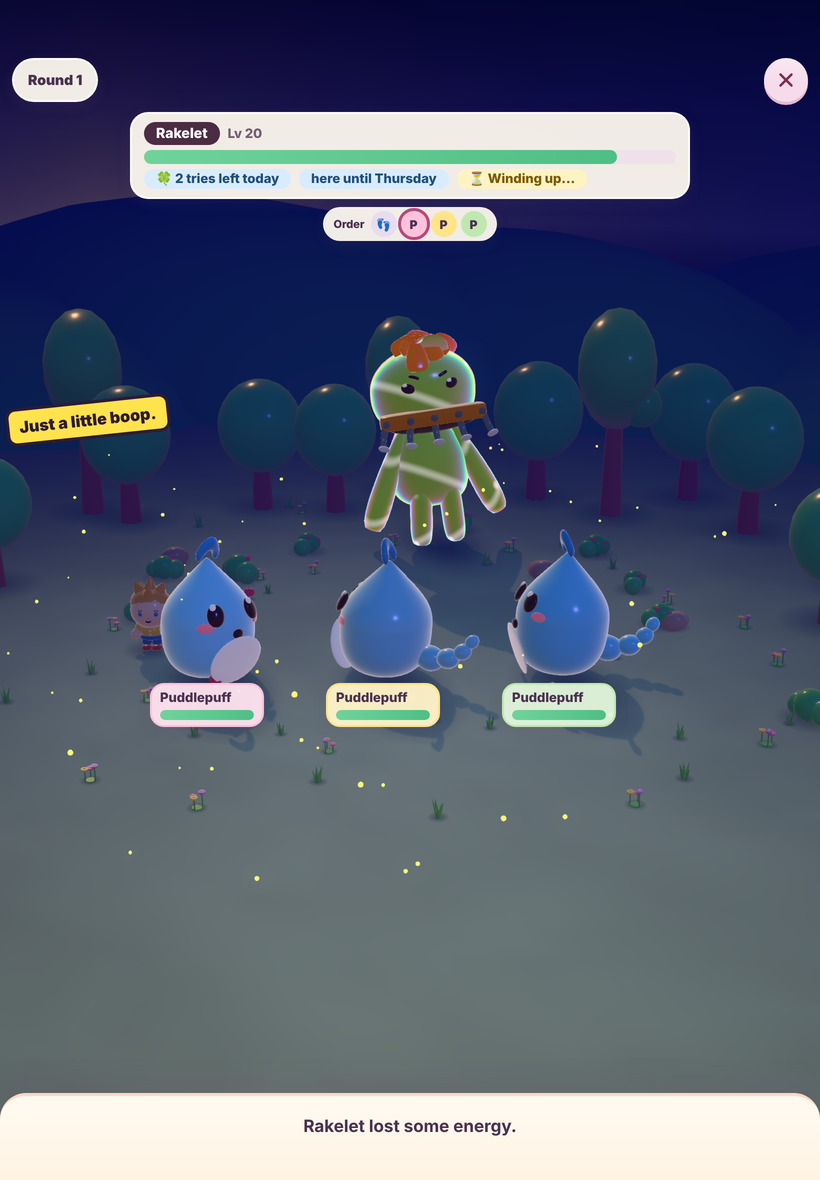 Round 1
Rakelet Lv 20
🍀 2 tries left today here until Thursday ⏳ Winding up...
Order 👣 P P P
Just a little boop.
Puddlepuff
Puddlepuff
Puddlepuff
Rakelet lost some energy.